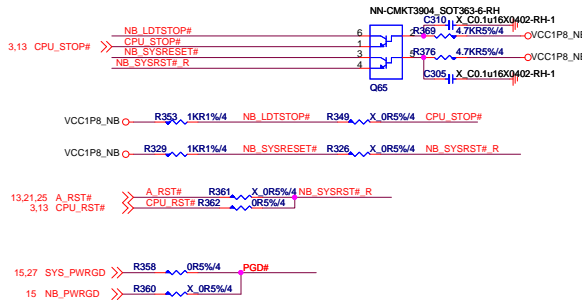 NN-CMKT3904_SOT363-6-RH
C310 X_C0.1u16X0402-RH-1
NB_LDTSTOP# 6 2 R369 4.7KR5%/4 VCC1P8_NB
3,13 CPU_STOP# CPU_STOP# 1
NB_SYSRESET# 3 5 R376 4.7KR5%/4 VCC1P8_NB
NB_SYSRST#_R 4
Q65 C305 X_C0.1u16X0402-RH-1
VCC1P8_NB R353 1KR1%/4 NB_LDTSTOP# R349 X_0R5%/4 CPU_STOP#
VCC1P8_NB R329 1KR1%/4 NB_SYSRESET# R326 X_0R5%/4 NB_SYSRST#_R
13,21,25 A_RST# A_RST# R361 X_0R5%/4 NB_SYSRST#_R
3,13 CPU_RST# CPU_RST# R362 0R5%/4
15,27 SYS_PWRGD R358 0R5%/4 PGD#
15 NB_PWRGD R360 X_0R5%/4